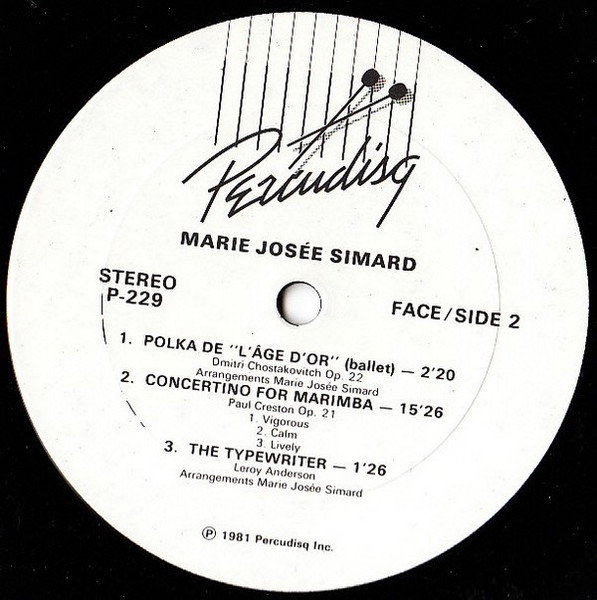 Percudisq
MARIE JOSÉE SIMARD
STEREO
P-229
FACE/SIDE 2
1. POLKA DE "L'ÂGE D'OR" (ballet) — 2'20
Dmitri Chostakovitch Op. 22
Arrangements Marie Josée Simard
2. CONCERTINO FOR MARIMBA — 15'26
Paul Creston Op. 21
1. Vigorous
2. Calm
3. Lively
3. THE TYPEWRITER — 1'26
Leroy Anderson
Arrangements Marie Josée Simard
Ⓟ 1981 Percudisq Inc.